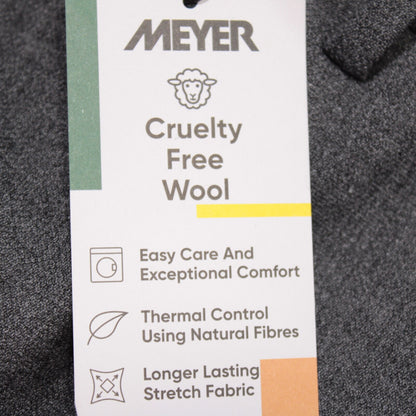 MEYER
Cruelty
Free
Wool
Easy Care And
Exceptional Comfort
Thermal Control
Using Natural Fibres
Longer Lasting
Stretch Fabric